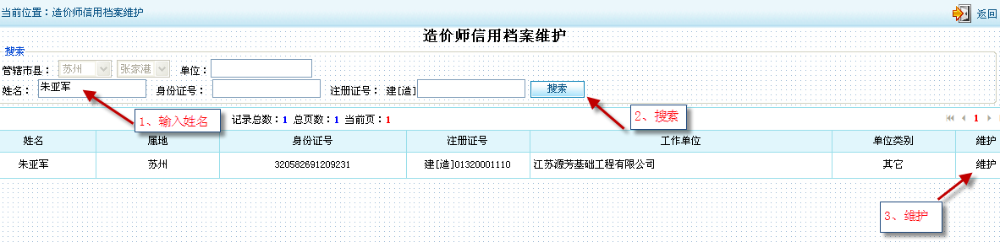 当前位置：造价师信用档案维护 返回
造价师信用档案维护
搜索
管辖市县： 苏州 张家港 单位：
姓名： 朱亚军 身份证号： 注册证号： 建[造] 搜索
1、输入姓名 记录总数：1 总页数：1 当前页：1 2、搜索 1
姓名 属地 身份证号 注册证号 工作单位 单位类别 维护
朱亚军 苏州 320582691209231 建[造]01320001110 江苏源芳基础工程有限公司 其它 维护
3、维护